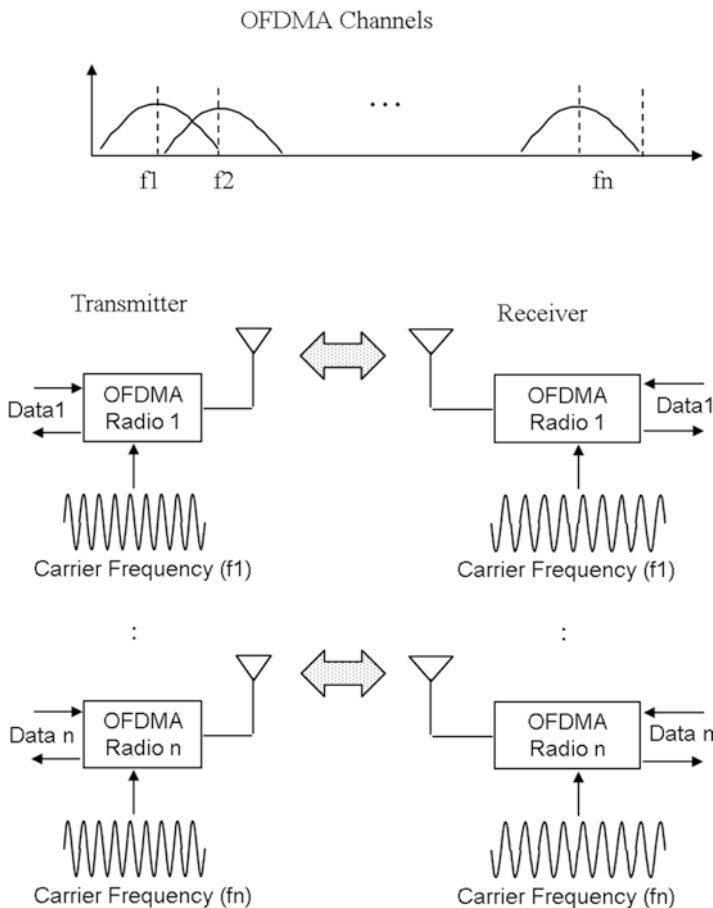 OFDMA Channels
...
f1 f2 fn
Transmitter
Receiver
Data1
OFDMA
Radio 1
OFDMA
Radio 1
Data1
Carrier Frequency (f1)
Carrier Frequency (f1)
: :
Data n
OFDMA
Radio n
OFDMA
Radio n
Data n
Carrier Frequency (fn)
Carrier Frequency (fn)